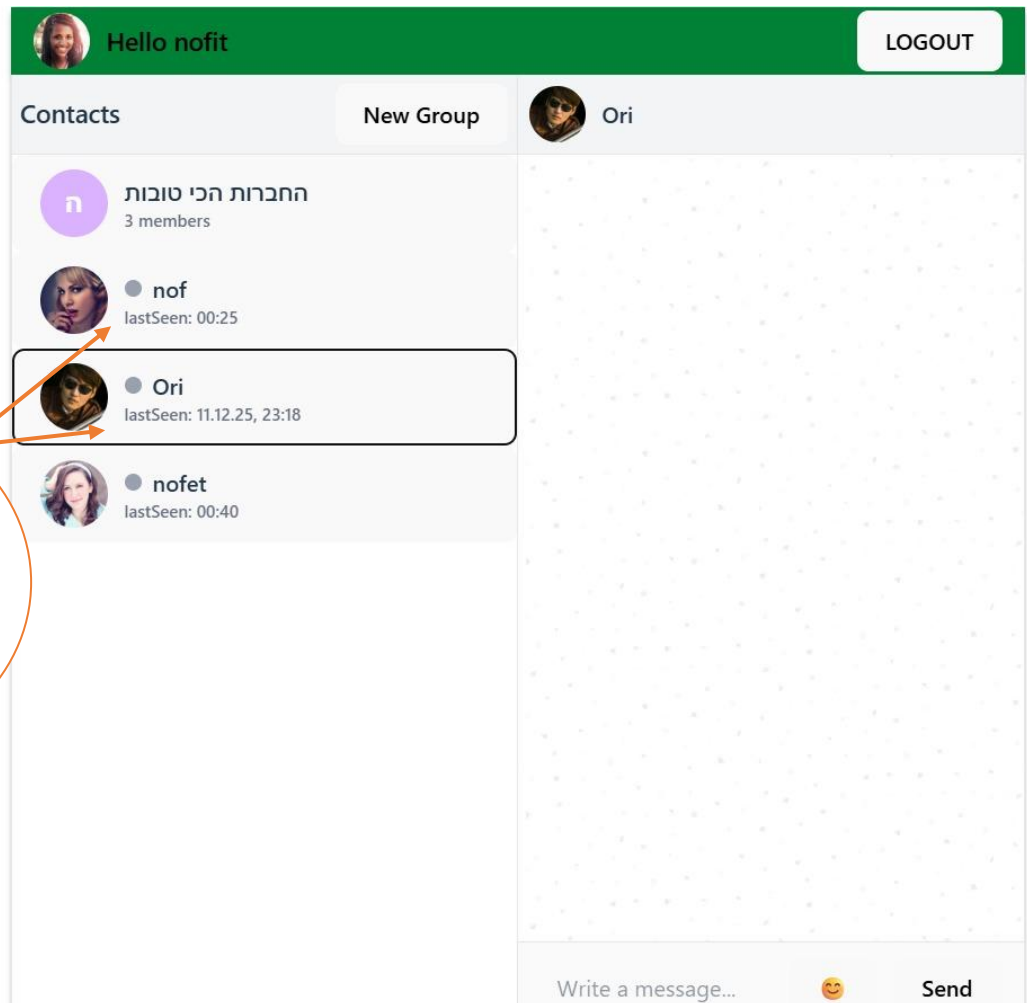 Hello nofit
LOGOUT
Contacts
New Group
Ori
ה
החברות הכי טובות
3 members
nof
lastSeen: 00:25
Ori
lastSeen: 11.12.25, 23:18
nofet
lastSeen: 00:40
Write a message...
Send